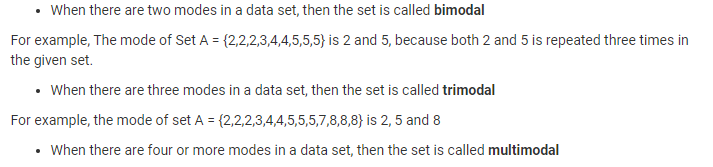 • When there are two modes in a data set, then the set is called bimodal
For example, The mode of Set A = {2,2,2,3,4,4,5,5,5} is 2 and 5, because both 2 and 5 is repeated three times in
the given set.
• When there are three modes in a data set, then the set is called trimodal
For example, the mode of set A = {2,2,2,3,4,4,5,5,5,7,8,8,8} is 2, 5 and 8
• When there are four or more modes in a data set, then the set is called multimodal